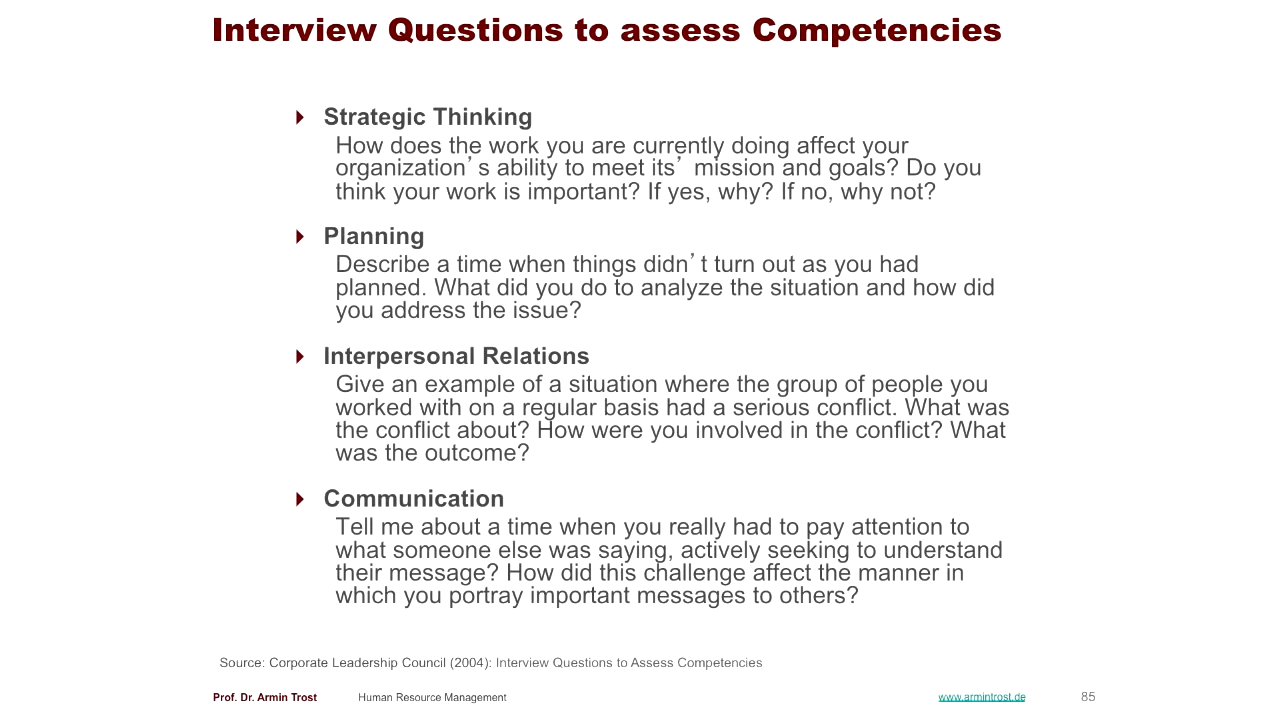 Interview Questions to assess Competencies
Strategic Thinking
How does the work you are currently doing affect your
organization’s ability to meet its’ mission and goals? Do you
think your work is important? If yes, why? If no, why not?
Planning
Describe a time when things didn’t turn out as you had
planned. What did you do to analyze the situation and how did
you address the issue?
Interpersonal Relations
Give an example of a situation where the group of people you
worked with on a regular basis had a serious conflict. What was
the conflict about? How were you involved in the conflict? What
was the outcome?
Communication
Tell me about a time when you really had to pay attention to
what someone else was saying, actively seeking to understand
their message? How did this challenge affect the manner in
which you portray important messages to others?
Source: Corporate Leadership Council (2004): Interview Questions to Assess Competencies
Prof. Dr. Armin Trost Human Resource Management www.armintrost.de 85